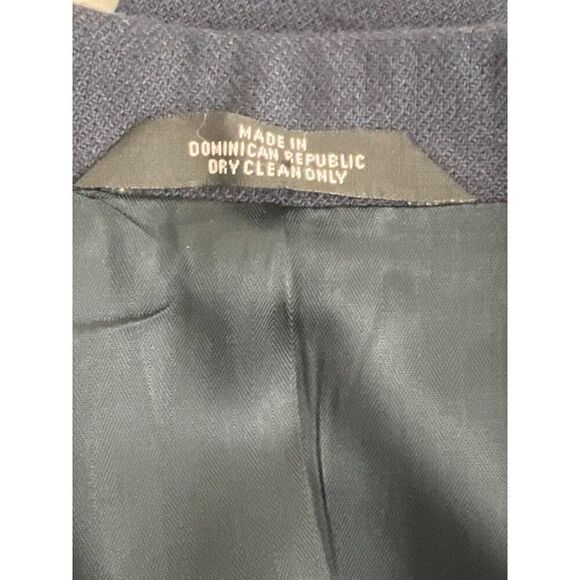 MADE IN
DOMINICAN REPUBLIC
DRY CLEAN ONLY